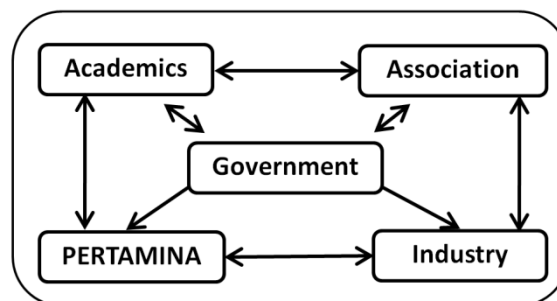 Academics
Association
Government
PERTAMINA
Industry